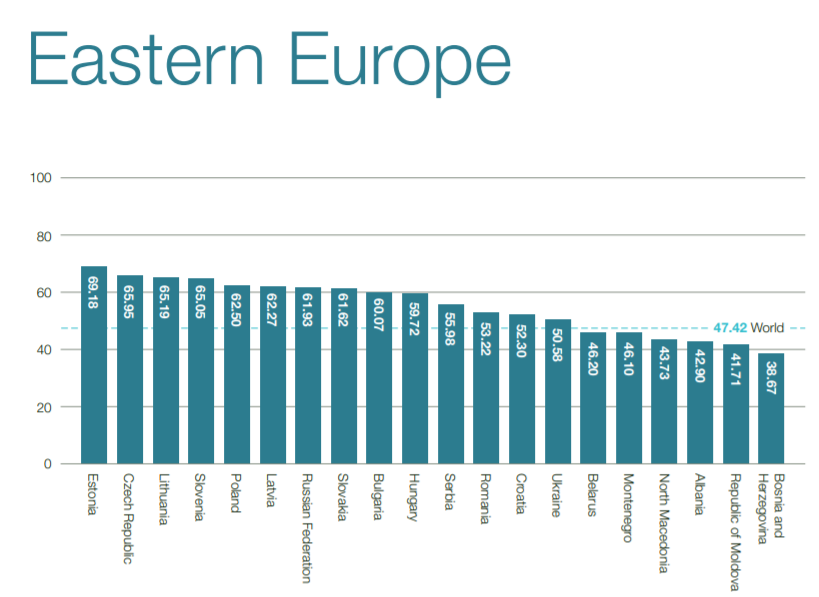 Eastern Europe
100
80
60
40
20
0
69.18
65.95
65.19
65.05
62.50
62.27
61.93
61.62
60.07
59.72
55.98
53.22
52.30
50.58
46.20
46.10
43.73
42.90
41.71
38.67
47.42 World
Estonia
Czech Republic
Lithuania
Slovenia
Poland
Latvia
Russian Federation
Slovakia
Bulgaria
Hungary
Serbia
Romania
Croatia
Ukraine
Belarus
Montenegro
North Macedonia
Albania
Republic of Moldova
Bosnia and
Herzegovina